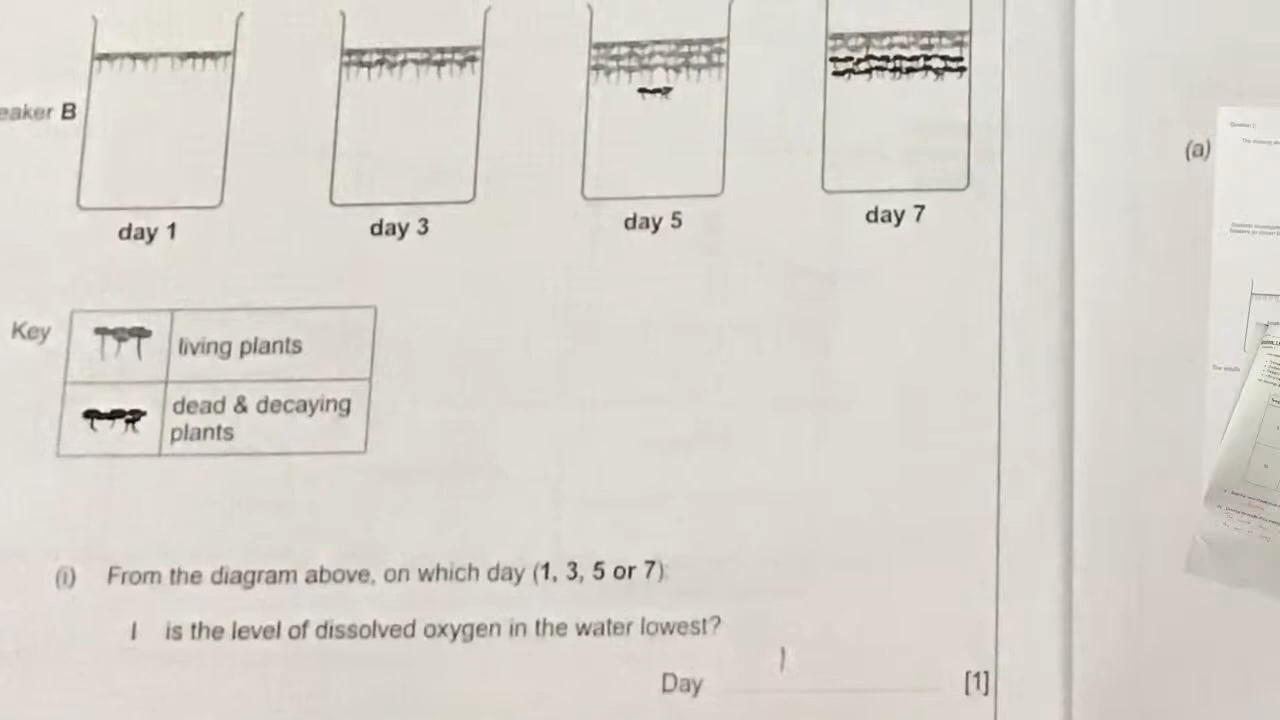 eaker B
day 1
day 3
day 5
day 7
Key
living plants
dead & decaying
plants
(i) From the diagram above, on which day (1, 3, 5 or 7)
I is the level of dissolved oxygen in the water lowest?
Day 1 [1]
(a)